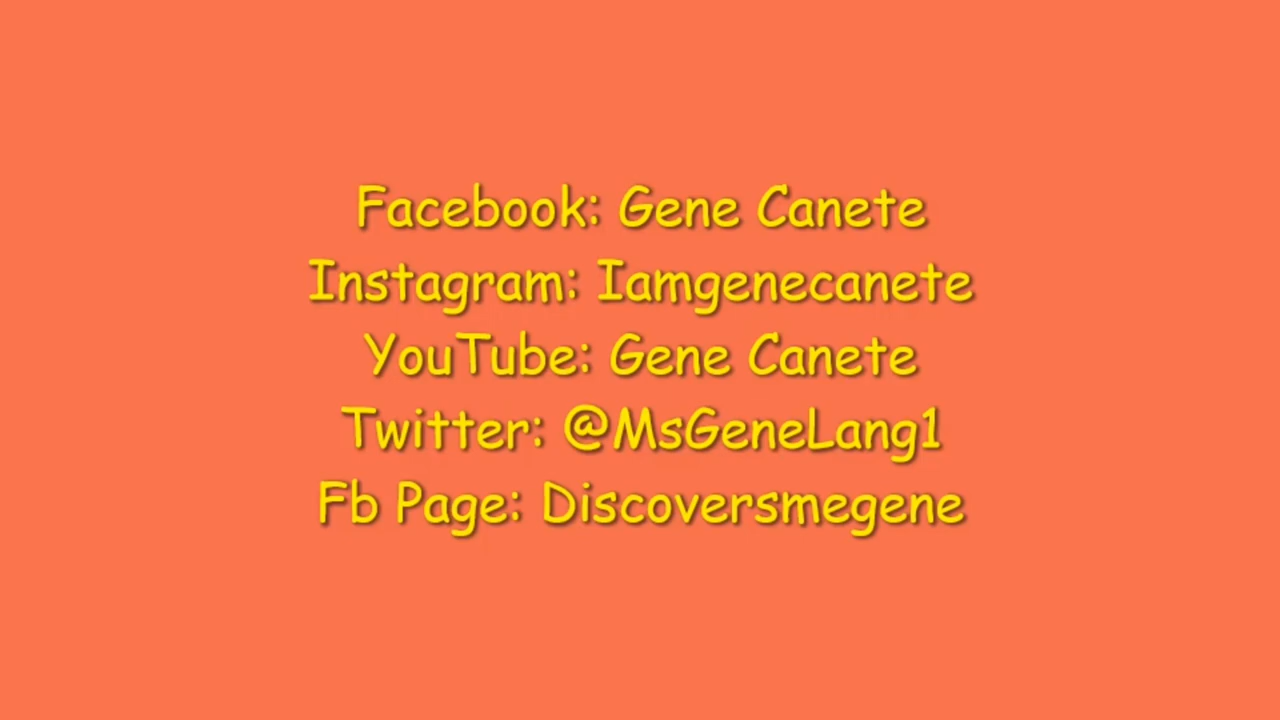 Facebook: Gene Canete
Instagram: Iamgenecanete
YouTube: Gene Canete
Twitter: @MsGeneLang1
Fb Page: Discoversmegene